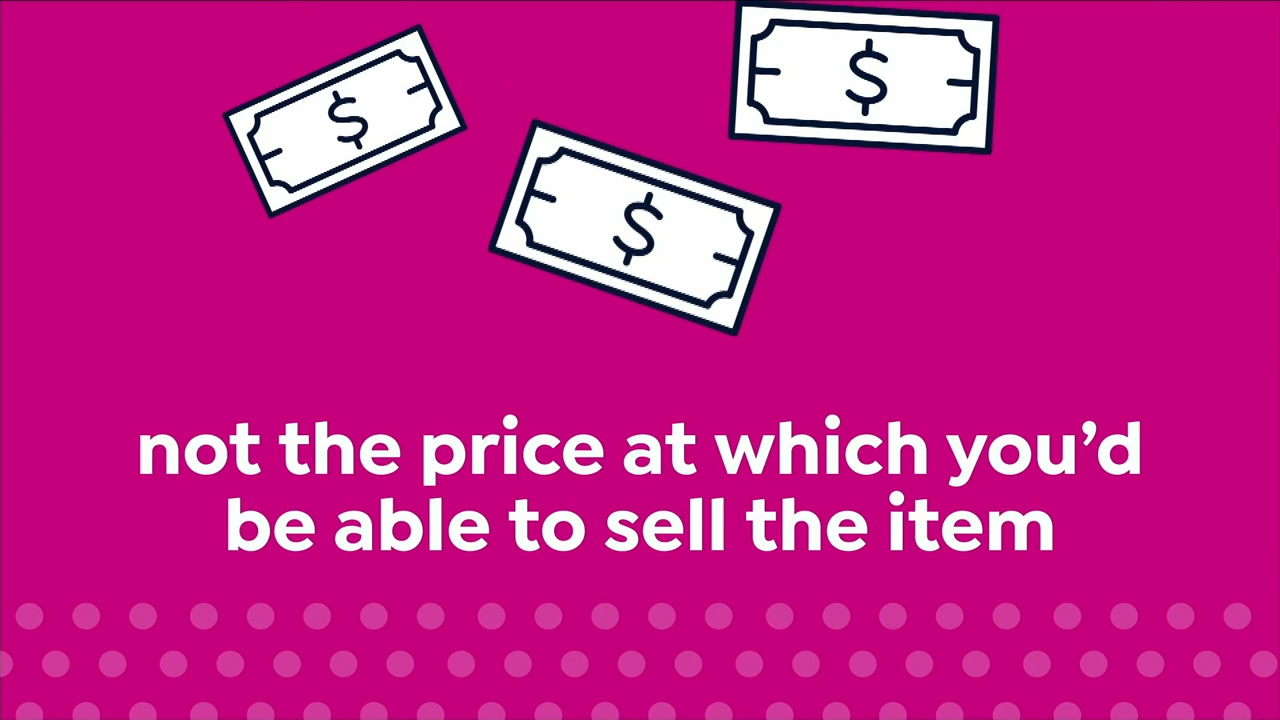 $
$
$
not the price at which you’d
be able to sell the item